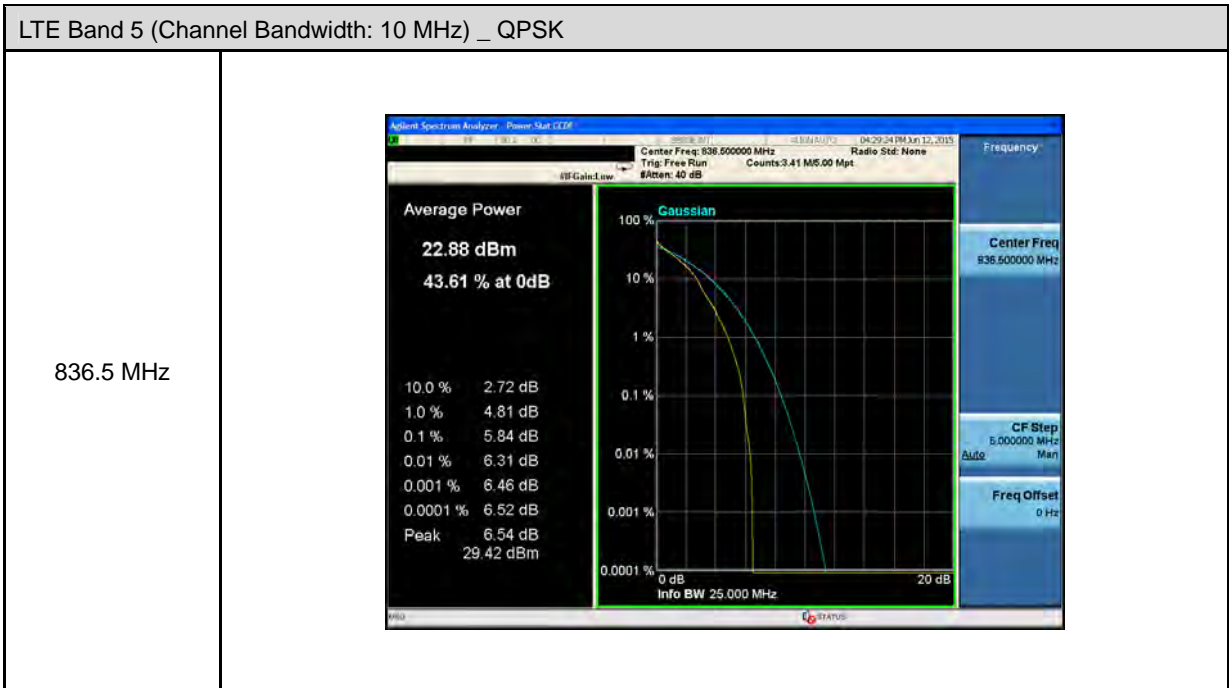 LTE Band 5 (Channel Bandwidth: 10 MHz) _ QPSK
836.5 MHz
Agilent Spectrum Analyzer - Power Stat CCDF
04:29:24 PM Jun 12, 2015
Center Freq: 836.500000 MHz
Radio Std: None
Trig: Free Run
Counts:3.41 M/5.00 Mpt
#IFGain:Low
#Atten: 40 dB
Frequency
Average Power
22.88 dBm
43.61 % at 0dB
10.0 % 2.72 dB
1.0 % 4.81 dB
0.1 % 5.84 dB
0.01 % 6.31 dB
0.001 % 6.46 dB
0.0001 % 6.52 dB
Peak 6.54 dB
29.42 dBm
Gaussian
100 %
10 %
1 %
0.1 %
0.01 %
0.001 %
0.0001 %
0 dB
20 dB
Info BW 25.000 MHz
Center Freq
836.500000 MHz
CF Step
5.000000 MHz
Auto Man
Freq Offset
0 Hz
MSG
STATUS